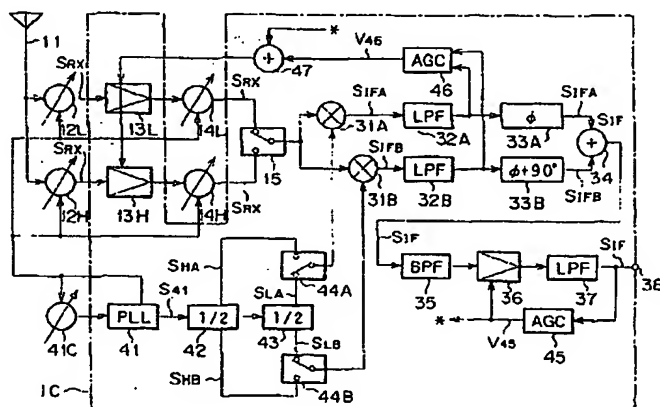 11
*
V46
AGC
46
+
47
SRX
SRX
SIFA
SIFA
12L
13L
14L
15
31A
LPF
32A
φ
33A
SIF
SRX
SIFB
+
34
12H
13H
14H
SRX
31B
LPF
32B
φ+90°
33B
SIFB
SHA
44A
SIF
BPF
35
36
LPF
37
SIF
38
SLA
S41
41C
PLL
41
1/2
42
1/2
43
*
V45
AGC
45
SLB
1C
SHB
44B